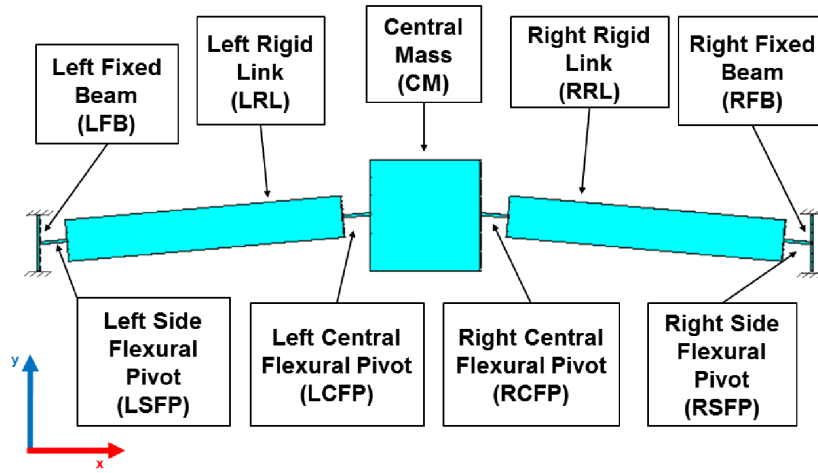 Left Fixed
Beam
(LFB)
Left Rigid
Link
(LRL)
Central
Mass
(CM)
Right Rigid
Link
(RRL)
Right Fixed
Beam
(RFB)
Left Side
Flexural
Pivot
(LSFP)
Left Central
Flexural Pivot
(LCFP)
Right Central
Flexural Pivot
(RCFP)
Right Side
Flexural
Pivot
(RSFP)
y
x